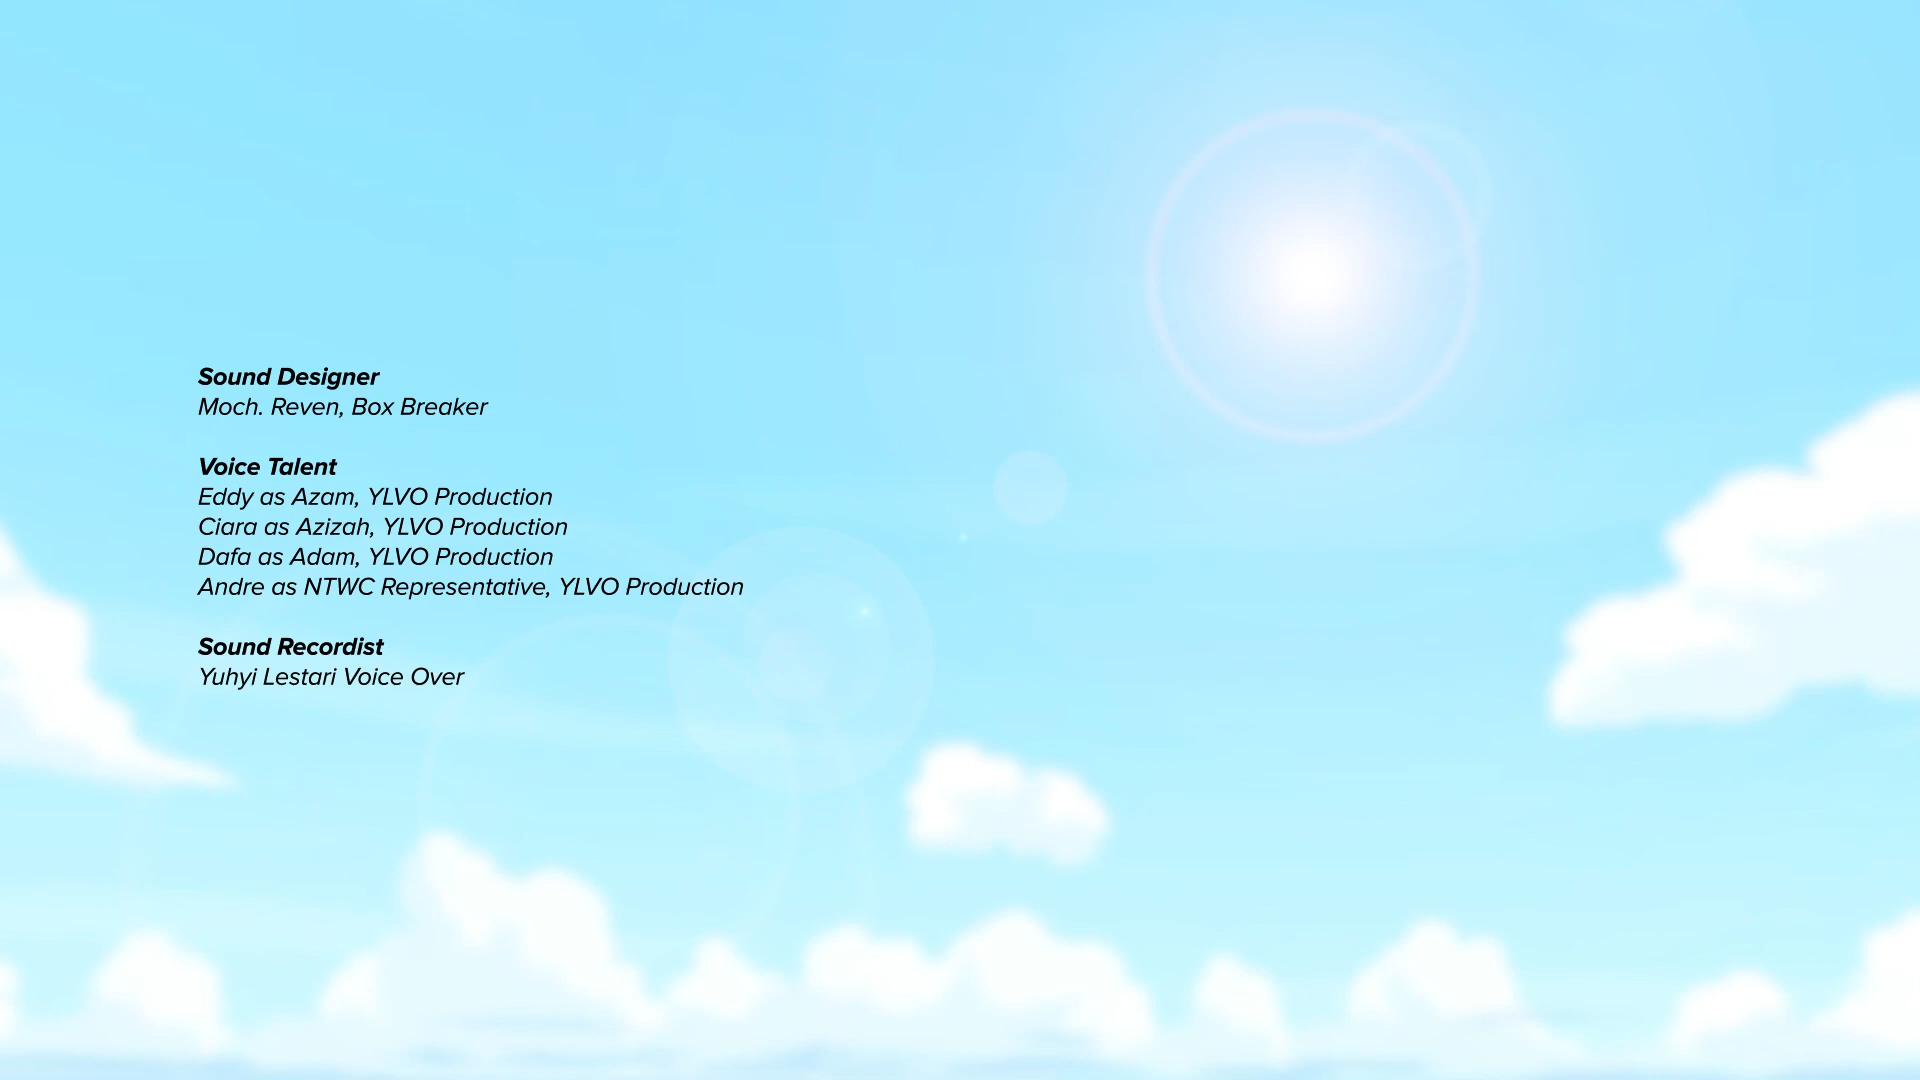 Sound Designer
Moch. Reven, Box Breaker
Voice Talent
Eddy as Azam, YLVO Production
Ciara as Azizah, YLVO Production
Dafa as Adam, YLVO Production
Andre as NTWC Representative, YLVO Production
Sound Recordist
Yuhyi Lestari Voice Over